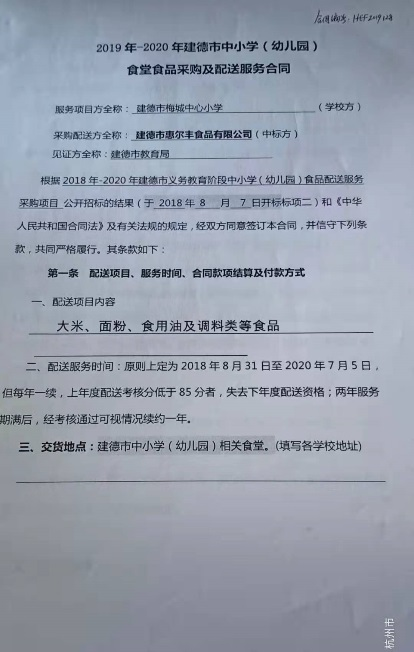 合同编号：HEF2019128
2019 年-2020 年建德市中小学（幼儿园）
食堂食品采购及配送服务合同
服务项目方全称： 建德市梅城中心小学 （学校方）
采购配送方全称： 建德市惠尔丰食品有限公司（中标方）
见证方全称：建德市教育局
根据 2018 年-2020 年建德市义务教育阶段中小学（幼儿园）食品配送服务
采购项目 公开招标的结果（于 2018 年 8 月 7 日开标标项二）和《中华
人民共和国合同法》及有关法规的规定，经双方同意签订本合同，并信守下列条
款，共同严格履行。其条款如下：
第一条 配送项目、服务时间、合同款项结算及付款方式
一、配送项目内容
大米、面粉、食用油及调料类等食品
二、配送服务时间：原则上定为 2018 年 8 月 31 日至 2020 年 7 月 5 日，
但每年一续，上年度配送考核分低于 85 分者，失去下年度配送资格；两年服务
期满后，经考核通过可视情况续约一年。
三、交货地点：建德市中小学（幼儿园）相关食堂。(填写各学校地址)
杭州市